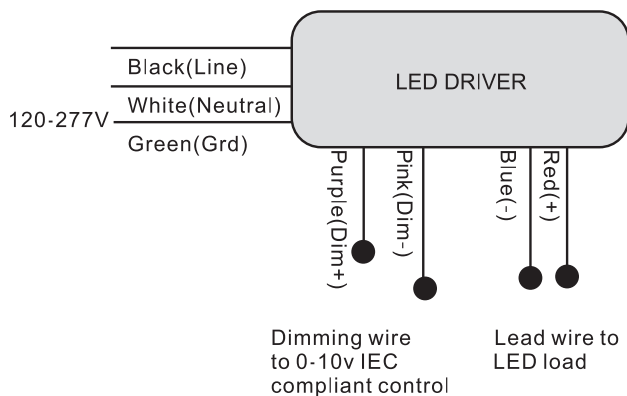 LED DRIVER
Black(Line)
White(Neutral)
120-277V
Green(Grd)
Purple(Dim+)
Pink(Dim-)
Blue(-)
Red(+)
Dimming wire
to 0-10v IEC
compliant control
Lead wire to
LED load